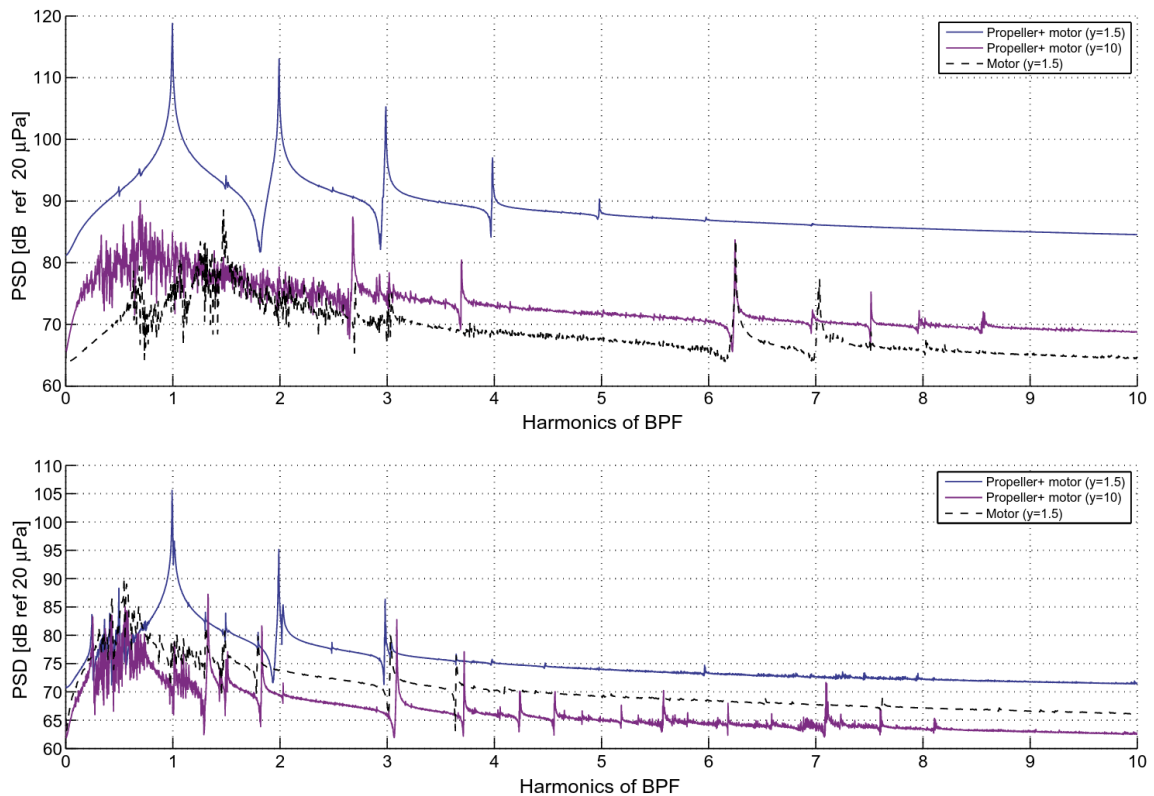 120
110
100
90
80
70
60
PSD [dB  ref  20 µPa]
Propeller+ motor (y=1.5)
Propeller+ motor (y=10)
Motor (y=1.5)
0 1 2 3 4 5 6 7 8 9 10
Harmonics of BPF
110
105
100
95
90
85
80
75
70
65
60
PSD [dB ref 20 µPa]
Propeller+ motor (y=1.5)
Propeller+ motor (y=10)
Motor (y=1.5)
0 1 2 3 4 5 6 7 8 9 10
Harmonics of BPF